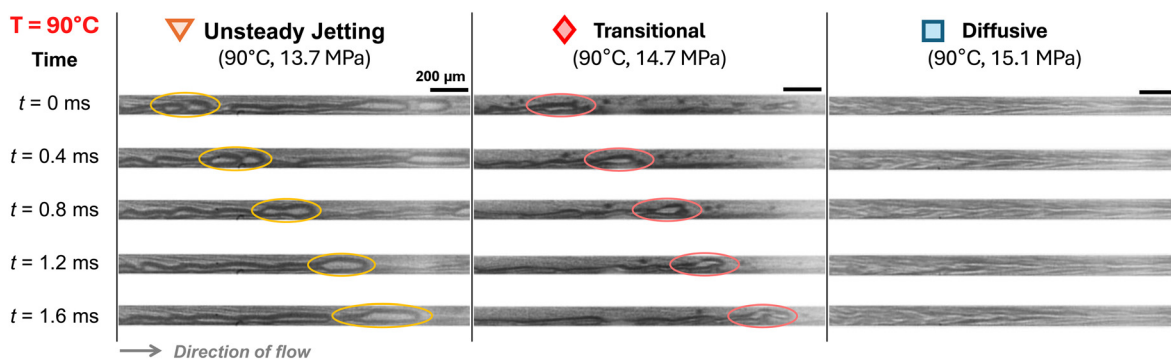 T = 90°C
Unsteady Jetting
Transitional
Diffusive
Time
(90°C, 13.7 MPa)
(90°C, 14.7 MPa)
(90°C, 15.1 MPa)
200 μm
t = 0 ms
t = 0.4 ms
t = 0.8 ms
t = 1.2 ms
t = 1.6 ms
Direction of flow